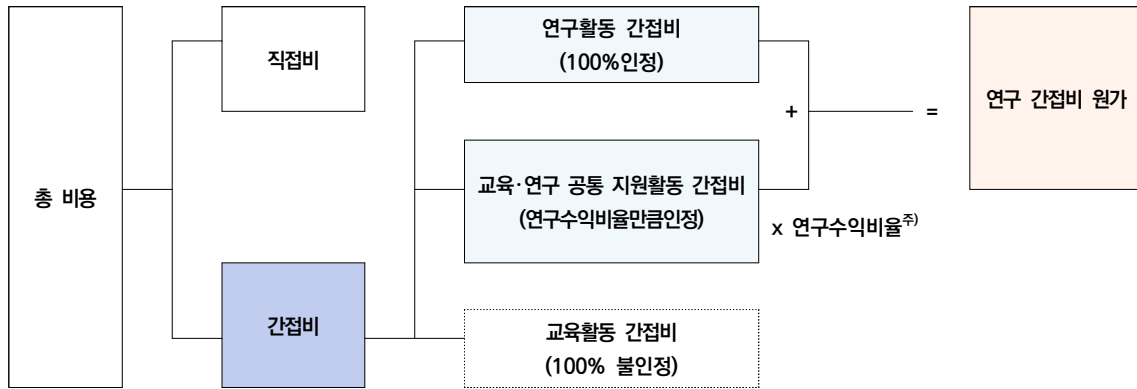 총 비용
직접비
간접비
연구활동 간접비
(100%인정)
교육·연구 공통 지원활동 간접비
(연구수익비율만큼인정)
교육활동 간접비
(100% 불인정)
+
x 연구수익비율주)
=
연구 간접비 원가